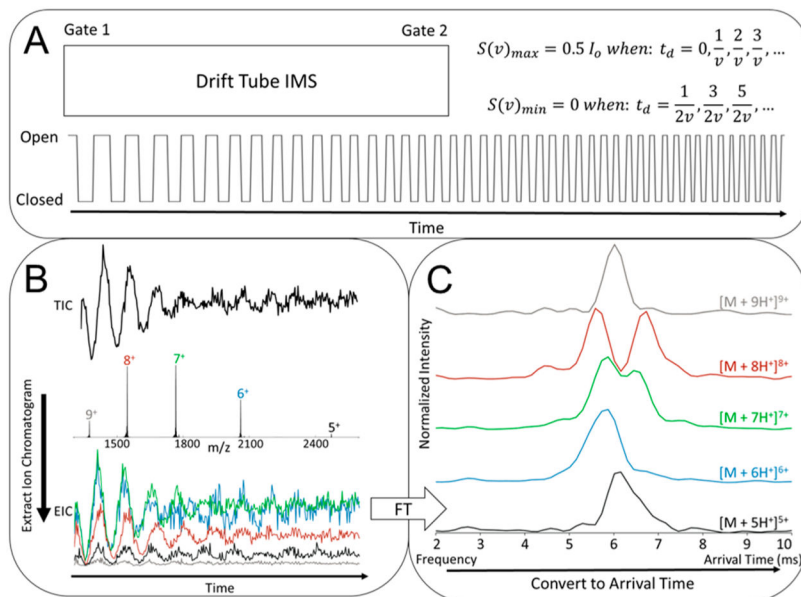 A
Gate 1
Gate 2
Drift Tube IMS
S(v)max = 0.5 Io when: td = 0, 1/v, 2/v, 3/v, ...
S(v)min = 0 when: td = 1/2v, 3/2v, 5/2v, ...
Open
Closed
Time
B
TIC
9+
8+
7+
6+
5+
1500
1800
m/z
2100
2400
Extract Ion Chromatogram
EIC
Time
FT
C
Normalized Intensity
[M + 9H+]9+
[M + 8H+]8+
[M + 7H+]7+
[M + 6H+]6+
[M + 5H+]5+
2 3 4 5 6 7 8 9 10
Frequency
Arrival Time (ms)
Convert to Arrival Time